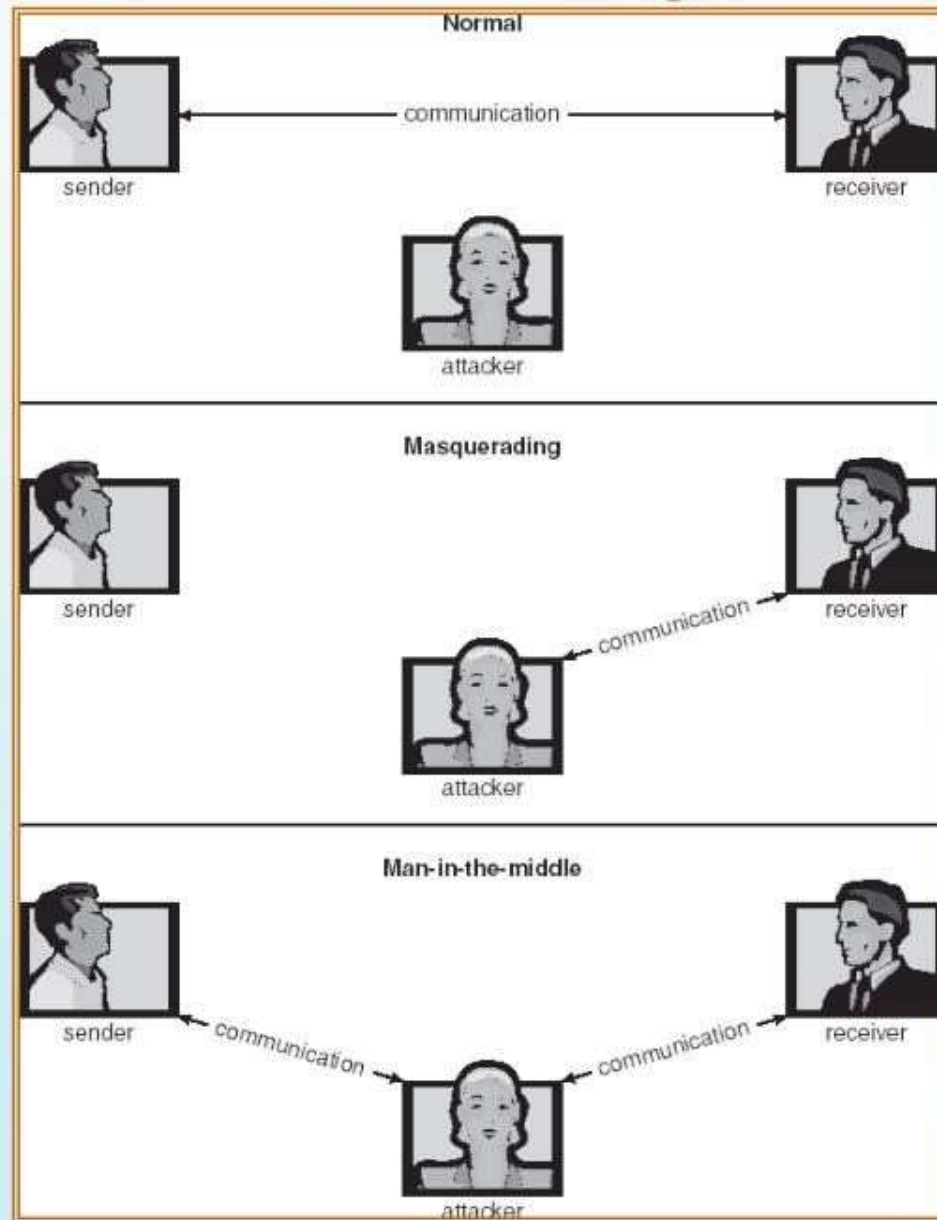 Normal
communication
sender
receiver
attacker
Masquerading
sender
receiver
communication
attacker
Man-in-the-middle
sender
receiver
communication
communication
attacker